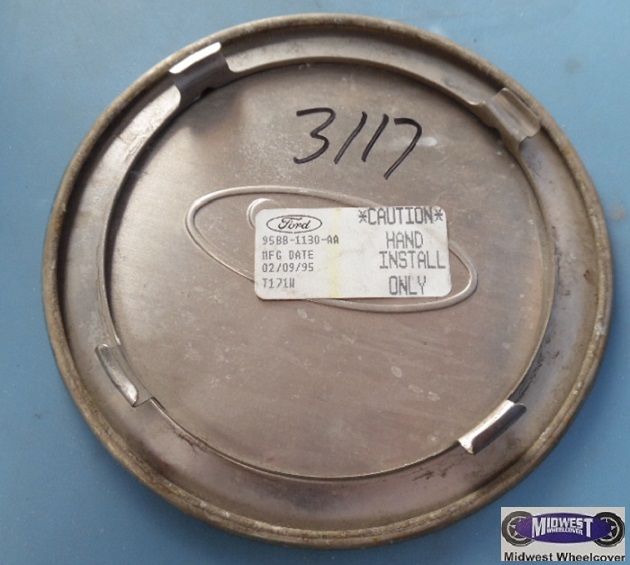 3117
Ford
95BB-1130-AA
MFG DATE
02/09/95
T171W
*CAUTION*
HAND
INSTALL
ONLY
MIDWEST
WHEELCOVER
Midwest Wheelcover